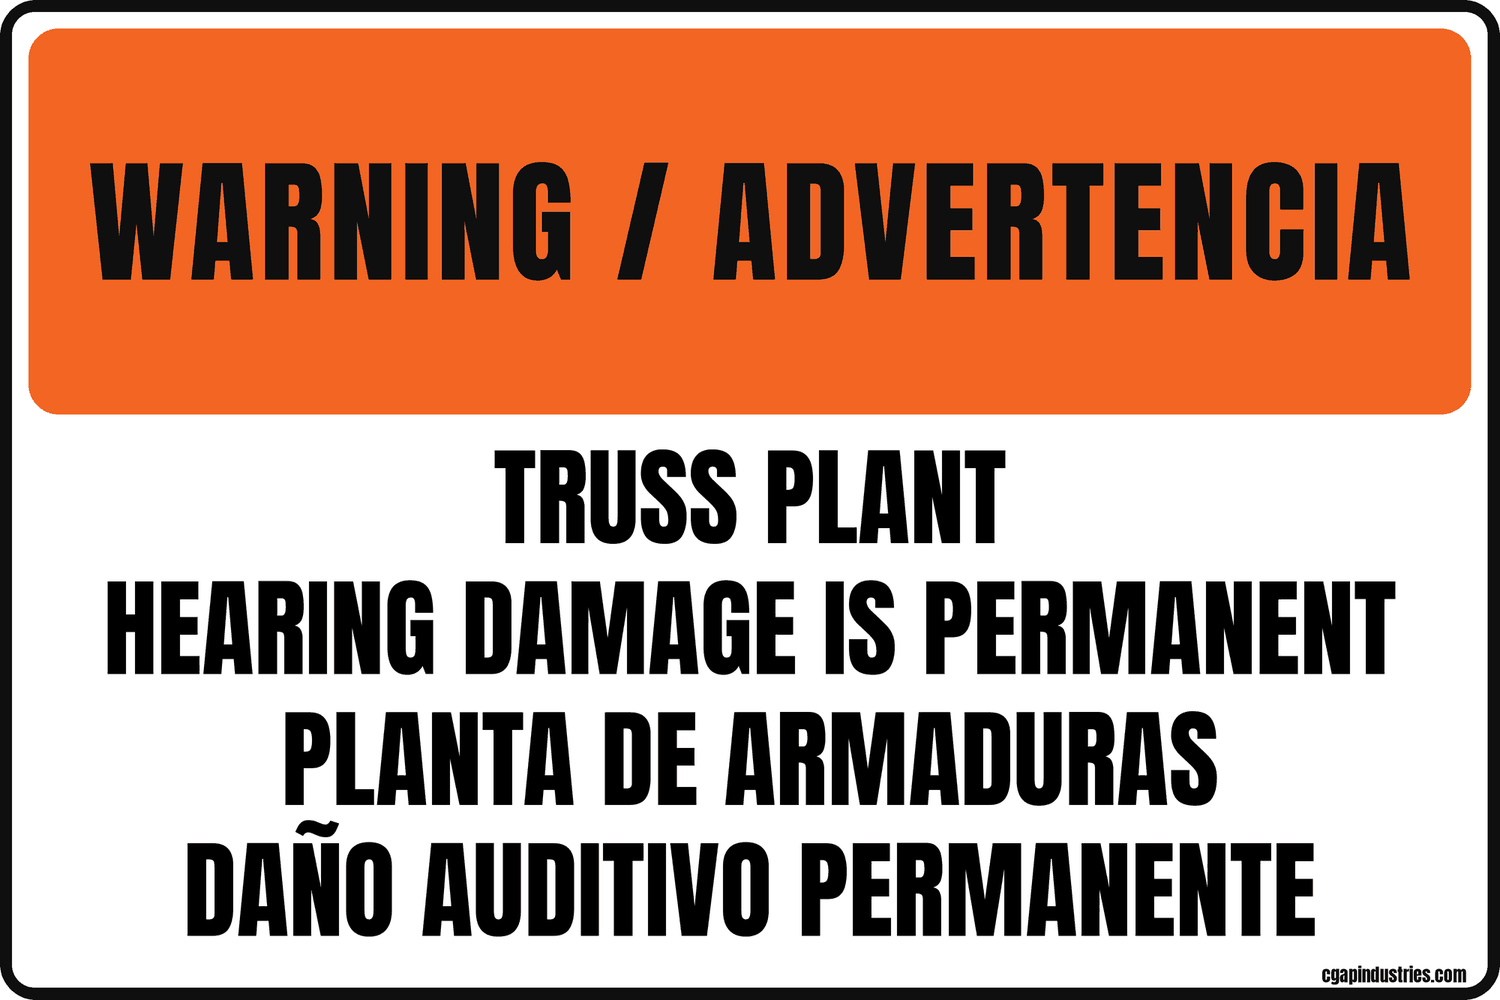 WARNING / ADVERTENCIA
TRUSS PLANT
HEARING DAMAGE IS PERMANENT
PLANTA DE ARMADURAS
DAÑO AUDITIVO PERMANENTE
cgapindustries.com